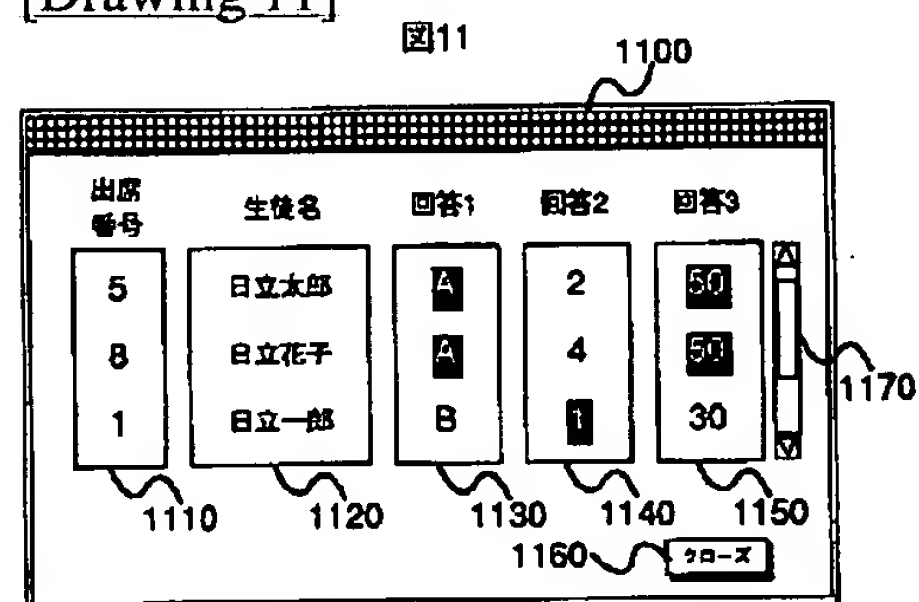 [Drawing 11]
図11
1100
出席
番号
生徒名
回答1
回答2
回答3
5
日立太郎
A
2
50
8
日立花子
A
4
50
1
日立一郎
B
1
30
1170
1110
1120
1130
1140
1150
1160
クローズ